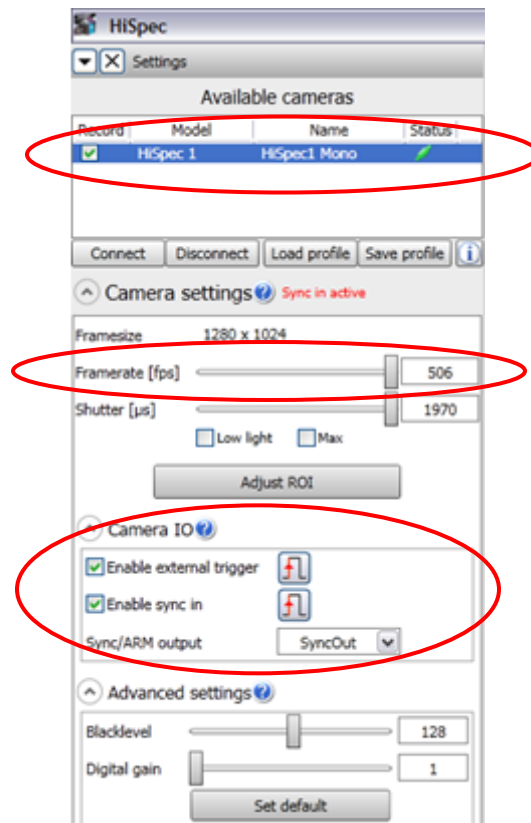 HiSpec
Settings
Available cameras
Record Model Name Status
HiSpec 1 HiSpec1 Mono
Connect Disconnect Load profile Save profile i
Camera settings ? Sync in active
Framesize 1280 x 1024
Framerate [fps] 506
Shutter [µs] 1970
Low light Max
Adjust ROI
Camera IO ?
Enable external trigger
Enable sync in
Sync/ARM output SyncOut
Advanced settings ?
Blacklevel 128
Digital gain 1
Set default